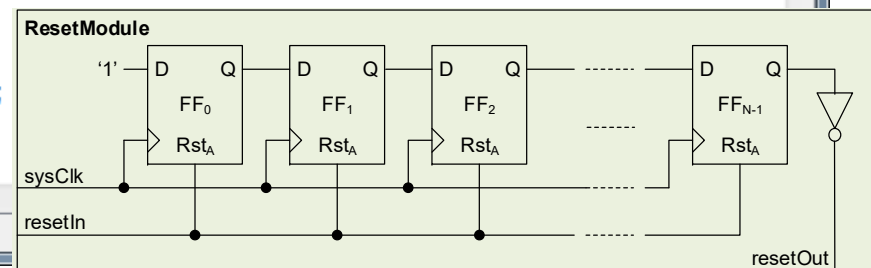 ResetModule
‘1’ D Q D Q D Q D Q
FF₀ FF₁ FF₂ FFN-1
RstA RstA RstA RstA
sysClk
resetIn
resetOut